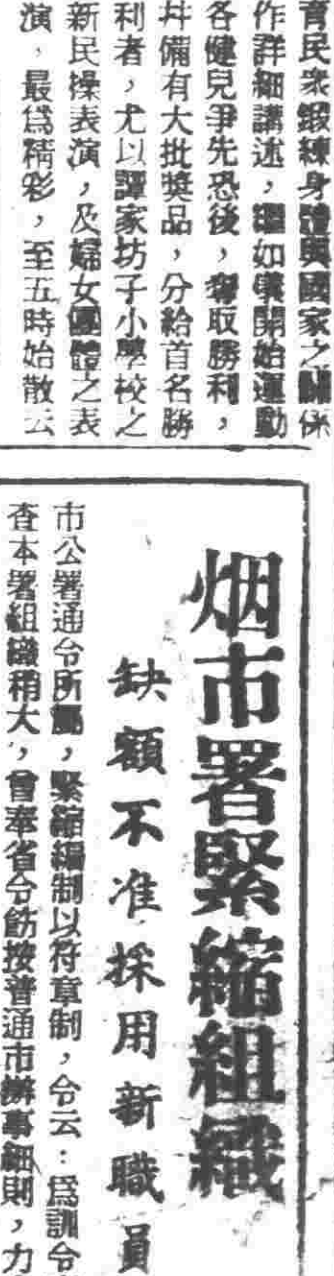 育民衆鍛練身體與國家之關係
作詳細講述，繼如儀開始運動
各健兒爭先恐後，奪取勝利，
幷備有大批獎品，分給首名勝
利者，尤以譚家坊子小學校之
新民操表演，及婦女團體之表
演，最爲精彩，至五時始散云
烟市署緊縮組織
缺額不准採用新職員
市公署通令所屬，緊縮編制以符章制，令云：爲訓令
查本署組織稍大，曾奉省令飭按普通市辦事細則，力